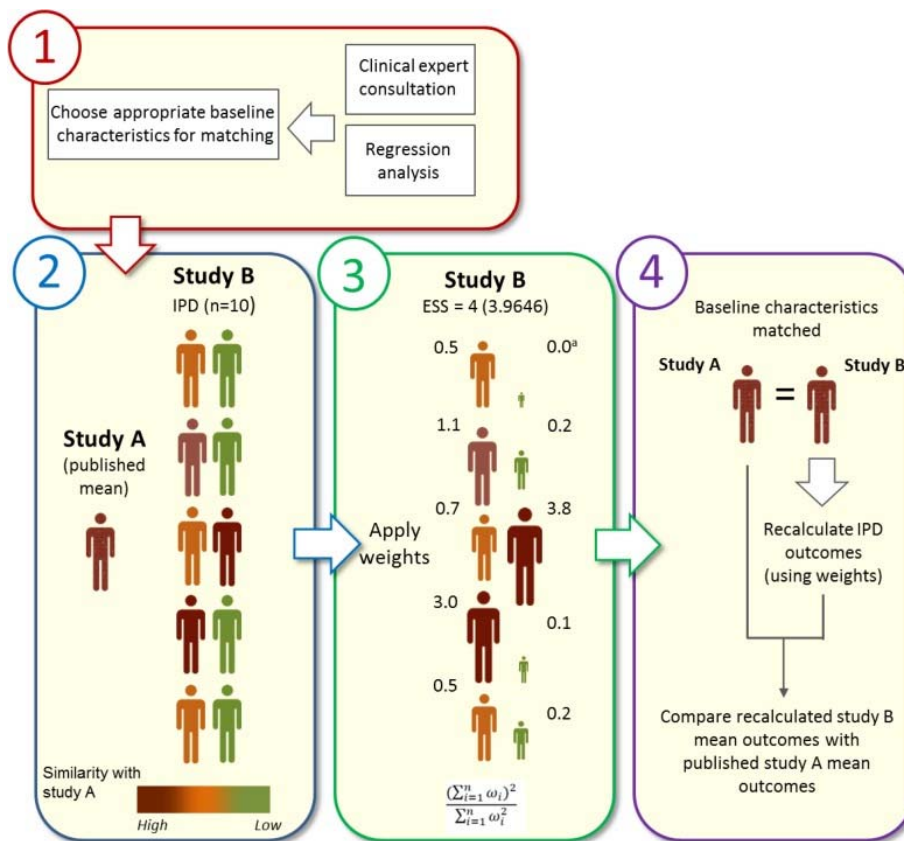 1
Clinical expert
consultation
Choose appropriate baseline
characteristics for matching
Regression
analysis
2
Study B
IPD (n=10)
Study A
(published
mean)
Similarity with
study A
High
Low
3
Study B
ESS = 4 (3.9646)
0.5
0.0ᵃ
1.1
0.2
0.7
3.8
Apply
weights
3.0
0.1
0.5
0.2
(∑ⁿᵢ₌₁ ωᵢ)²
∑ⁿᵢ₌₁ ωᵢ²
4
Baseline characteristics
matched
Study A
Study B
=
Recalculate IPD
outcomes
(using weights)
Compare recalculated study B
mean outcomes with
published study A mean
outcomes